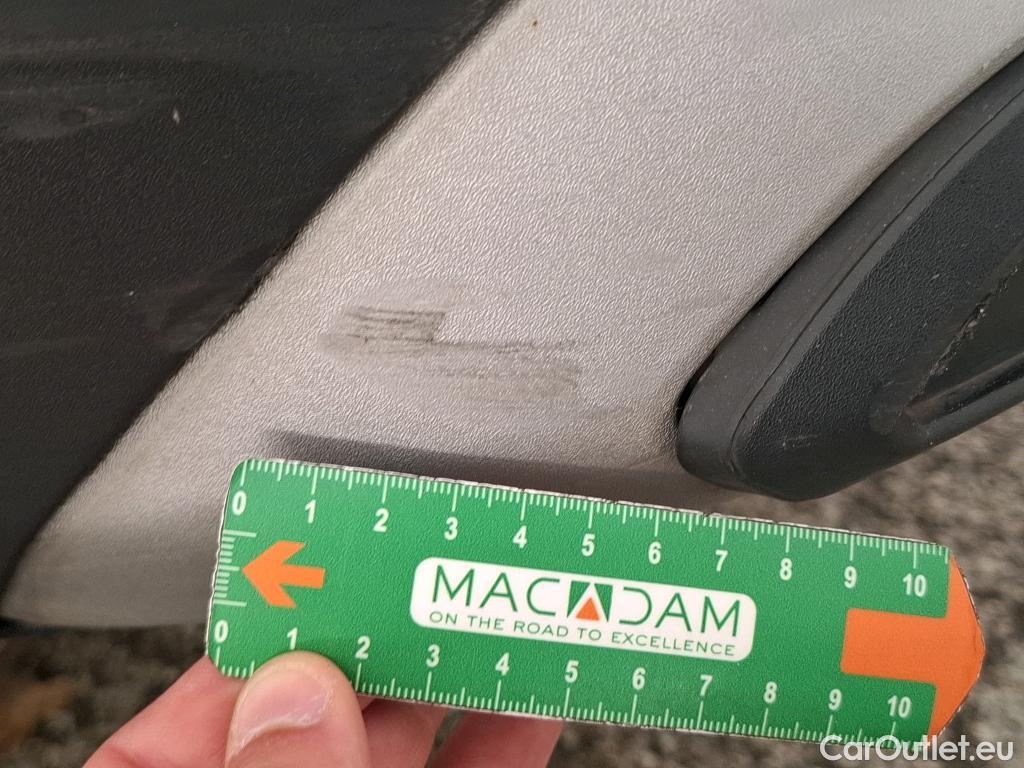 0 1 2 3 4 5 6 7 8 9 10
MACADAM
ON THE ROAD TO EXCELLENCE
0 1 2 3 4 5 6 7 8 9 10
CarOutlet.eu